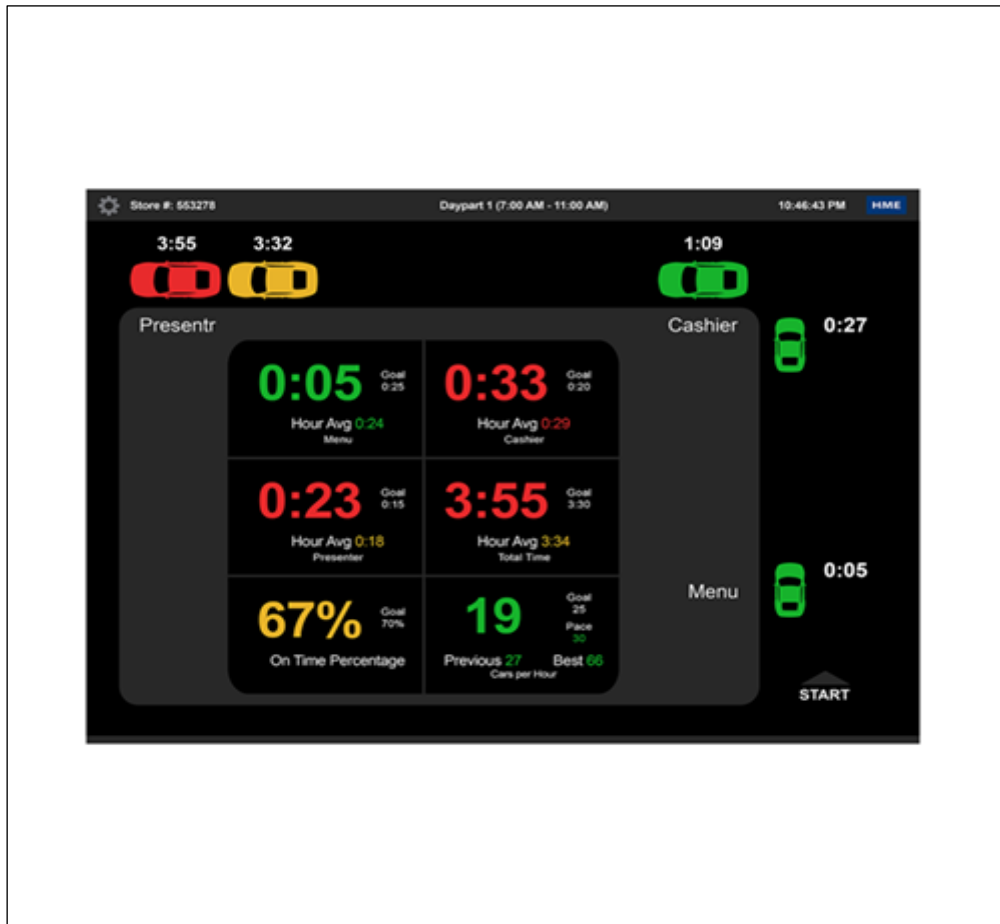 Store #: 553278 Daypart 1 (7:00 AM - 11:00 AM) 10:46:43 PM HME
3:55 3:32 1:09
Presentr Cashier 0:27
0:05 Goal 0:25 0:33 Goal 0:20
Hour Avg 0:24 Hour Avg 0:29
Menu Cashier
0:23 Goal 0:15 3:55 Goal 3:30
Hour Avg 0:18 Hour Avg 3:34
Presenter Total Time
Menu 0:05
67% Goal 70% 19 Goal 25
Pace 30
On Time Percentage Previous 27 Best 66
Cars per Hour
START